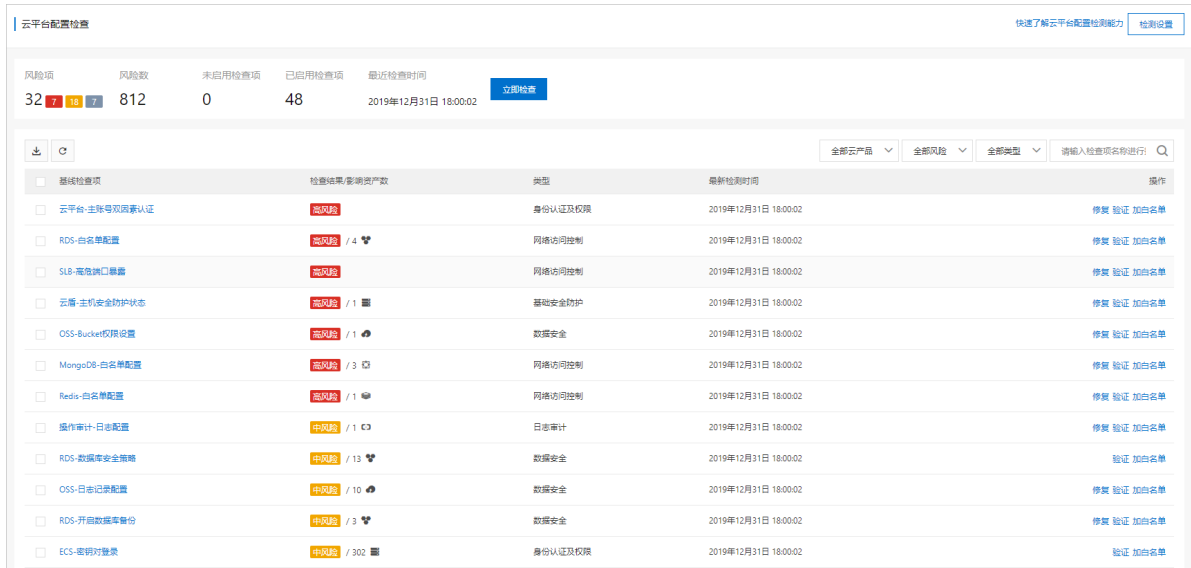 云平台配置检查 快速了解云平台配置检测能力 检测设置
风险项 风险数 未启用检查项 已启用检查项 最近检查时间
32 7 18 7 812 0 48 2019年12月31日 18:00:02 立即检查
全部云产品 全部风险 全部类型 请输入检查项名称进行
基线检查项 检查结果/影响资产数 类型 最新检测时间 操作
云平台-主账号双因素认证 高风险 身份认证及权限 2019年12月31日 18:00:02 修复 验证 加白名单
RDS-白名单配置 高风险 / 4 网络访问控制 2019年12月31日 18:00:02 修复 验证 加白名单
SLB-高危端口暴露 高风险 网络访问控制 2019年12月31日 18:00:02 修复 验证 加白名单
云盾-主机安全防护状态 高风险 / 1 基础安全防护 2019年12月31日 18:00:02 修复 验证 加白名单
OSS-Bucket权限设置 高风险 / 1 数据安全 2019年12月31日 18:00:02 修复 验证 加白名单
MongoDB-白名单配置 高风险 / 3 网络访问控制 2019年12月31日 18:00:02 修复 验证 加白名单
Redis-白名单配置 高风险 / 1 网络访问控制 2019年12月31日 18:00:02 修复 验证 加白名单
操作审计-日志配置 中风险 / 1 日志审计 2019年12月31日 18:00:02 修复 验证 加白名单
RDS-数据库安全策略 中风险 / 13 数据安全 2019年12月31日 18:00:02 验证 加白名单
OSS-日志记录配置 中风险 / 10 数据安全 2019年12月31日 18:00:02 修复 验证 加白名单
RDS-开启数据库备份 中风险 / 3 数据安全 2019年12月31日 18:00:02 修复 验证 加白名单
ECS-密钥对登录 中风险 / 302 身份认证及权限 2019年12月31日 18:00:02 验证 加白名单